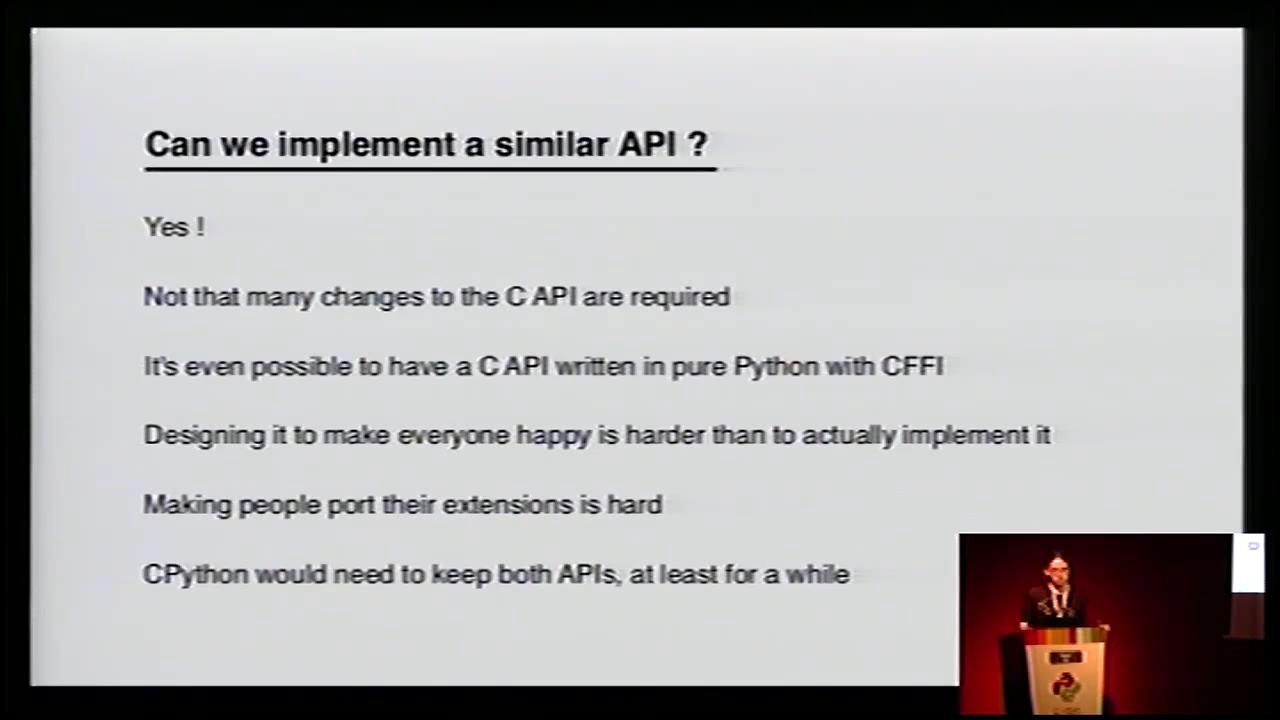 Can we implement a similar API ?
Yes !
Not that many changes to the C API are required
It's even possible to have a C API written in pure Python with CFFI
Designing it to make everyone happy is harder than to actually implement it
Making people port their extensions is hard
CPython would need to keep both APIs, at least for a while